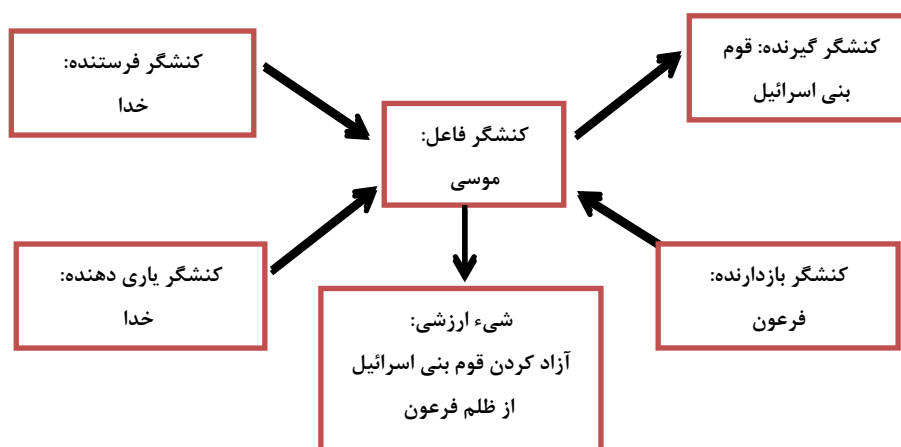 کنشگر فرستنده:
خدا
کنشگر گیرنده: قوم
بنی اسرائیل
کنشگر فاعل:
موسی
کنشگر یاری دهنده:
خدا
کنشگر بازدارنده:
فرعون
شیء ارزشی:
آزاد کردن قوم بنی اسرائیل
از ظلم فرعون